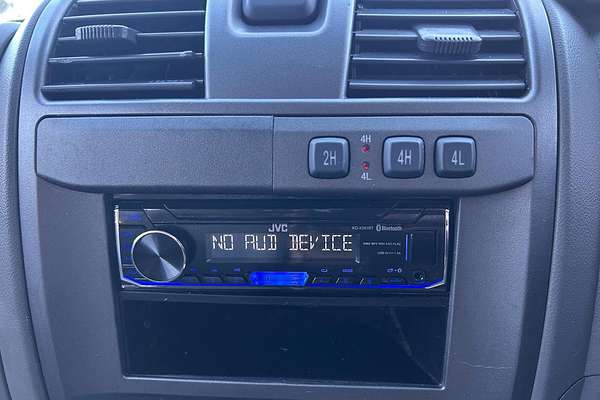 2H
4H
4L
4H
4L
JVC
Bluetooth
NO AUD DEVICE